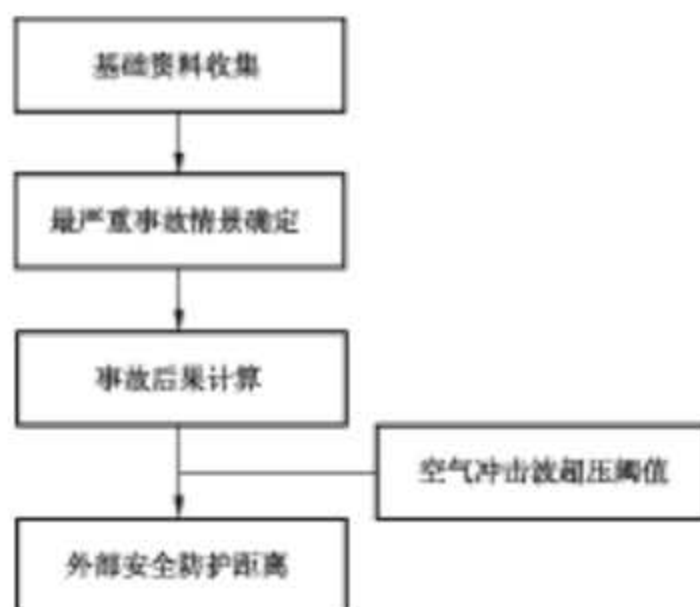 基础资料收集
最严重事故情景确定
事故后果计算
空气冲击波超压阈值
外部安全防护距离